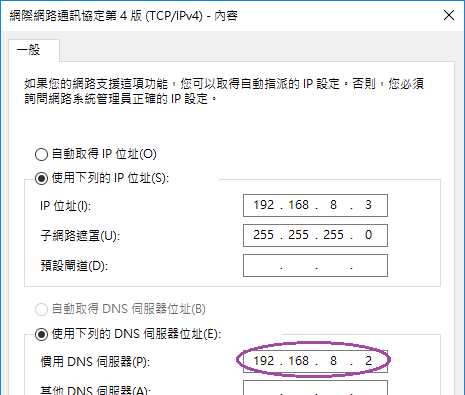 網際網路通訊協定第 4 版 (TCP/IPv4) - 內容
一般
如果您的網路支援這項功能，您可以取得自動指派的 IP 設定。否則，您必須
詢問網路系統管理員正確的 IP 設定。
自動取得 IP 位址(O)
使用下列的 IP 位址(S):
IP 位址(I): 192 . 168 . 8 . 3
子網路遮罩(U): 255 . 255 . 255 . 0
預設閘道(D): . . .
自動取得 DNS 伺服器位址(B)
使用下列的 DNS 伺服器位址(E):
慣用 DNS 伺服器(P): 192 . 168 . 8 . 2
其他 DNS 伺服器(A): . . .